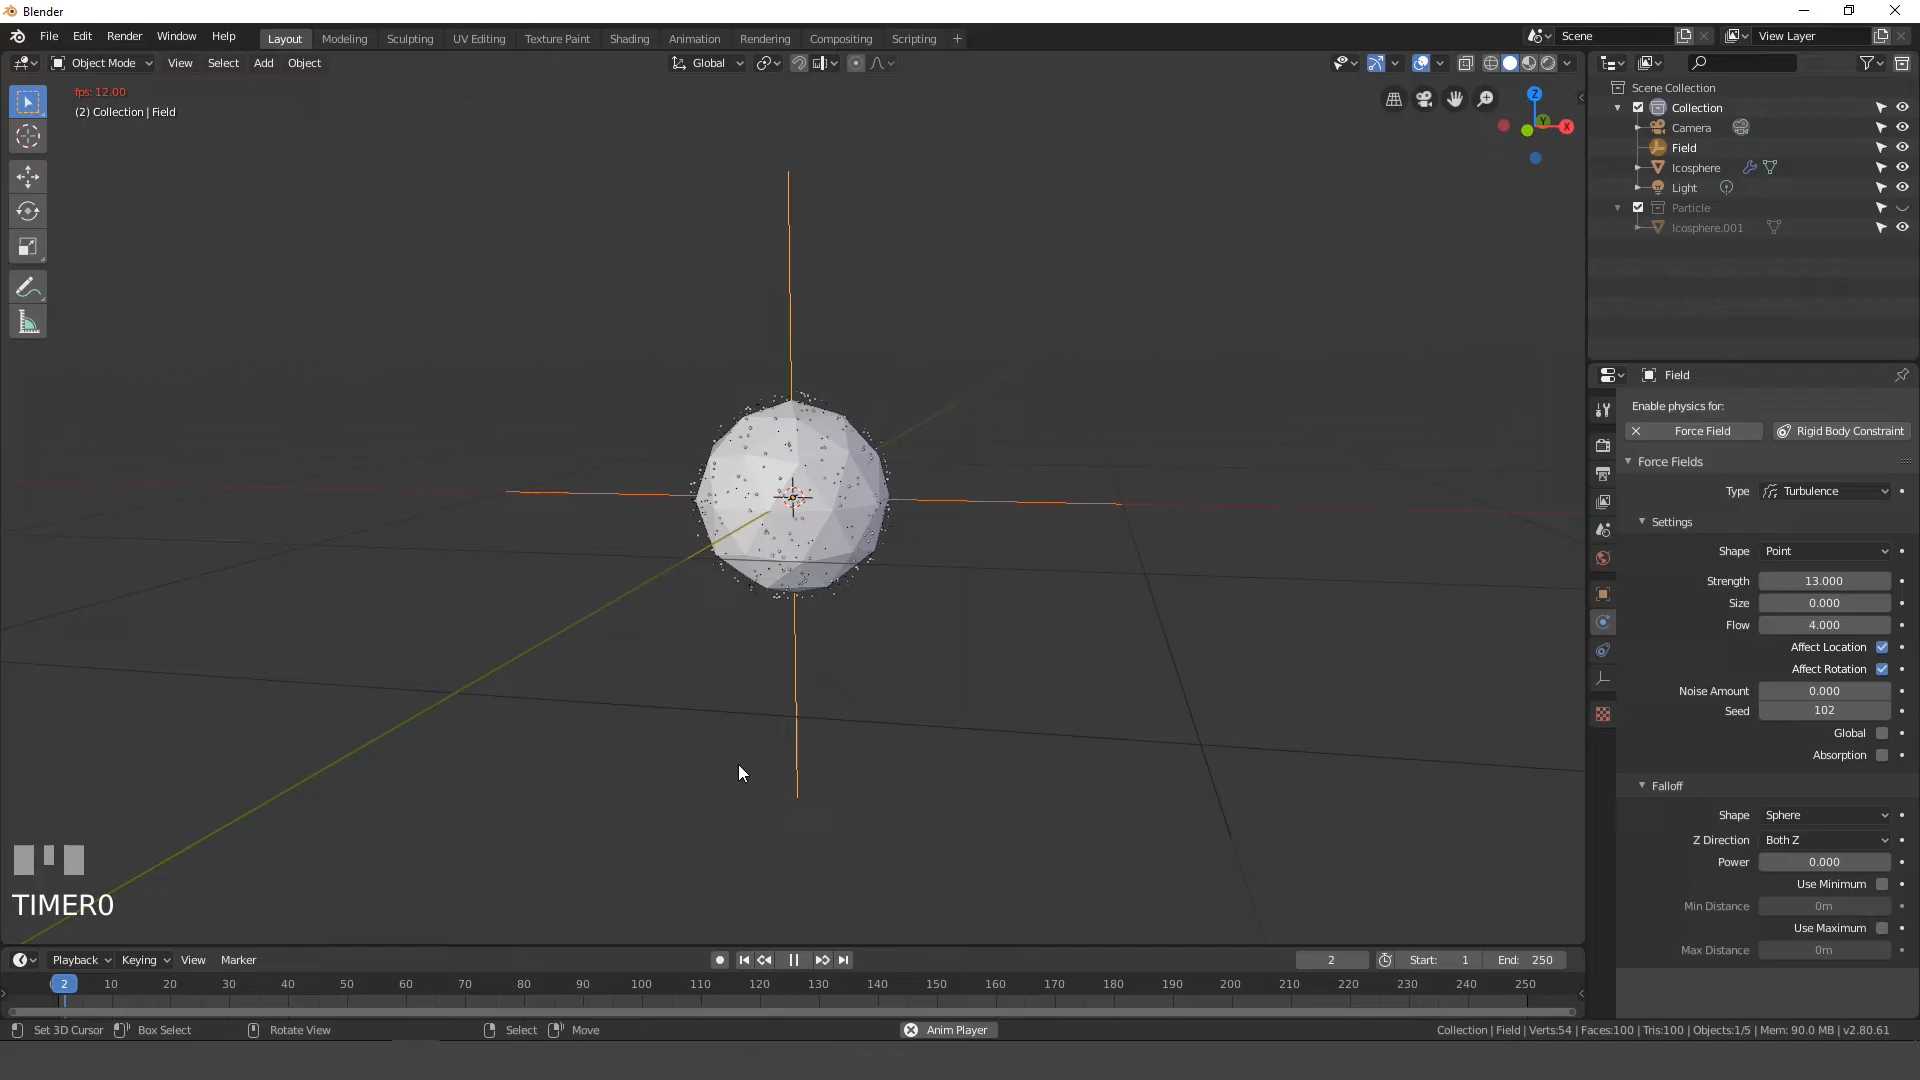 Blender
File Edit Render Window Help Layout Modeling Sculpting UV Editing Texture Paint Shading Animation Rendering Compositing Scripting + Scene View Layer
Object Mode View Select Add Object Global
fps: 12.00
(2) Collection | Field
Z
Y
X
Scene Collection
Collection
Camera
Field
Icosphere
Light
Particle
Icosphere.001
Field
Enable physics for:
Force Field Rigid Body Constraint
Force Fields
Type Turbulence
Settings
Shape Point
Strength 13.000
Size 0.000
Flow 4.000
Affect Location
Affect Rotation
Noise Amount 0.000
Seed 102
Global
Absorption
Falloff
Shape Sphere
Z Direction Both Z
Power 0.000
Use Minimum
Min Distance 0m
Use Maximum
Max Distance 0m
TIMER0
Playback Keying View Marker 2 Start: 1 End: 250
2 10 20 30 40 50 60 70 80 90 100 110 120 130 140 150 160 170 180 190 200 210 220 230 240 250
Set 3D Cursor Box Select Rotate View Select Move Anim Player Collection | Field | Verts:54 | Faces:100 | Tris:100 | Objects:1/5 | Mem: 90.0 MB | v2.80.61